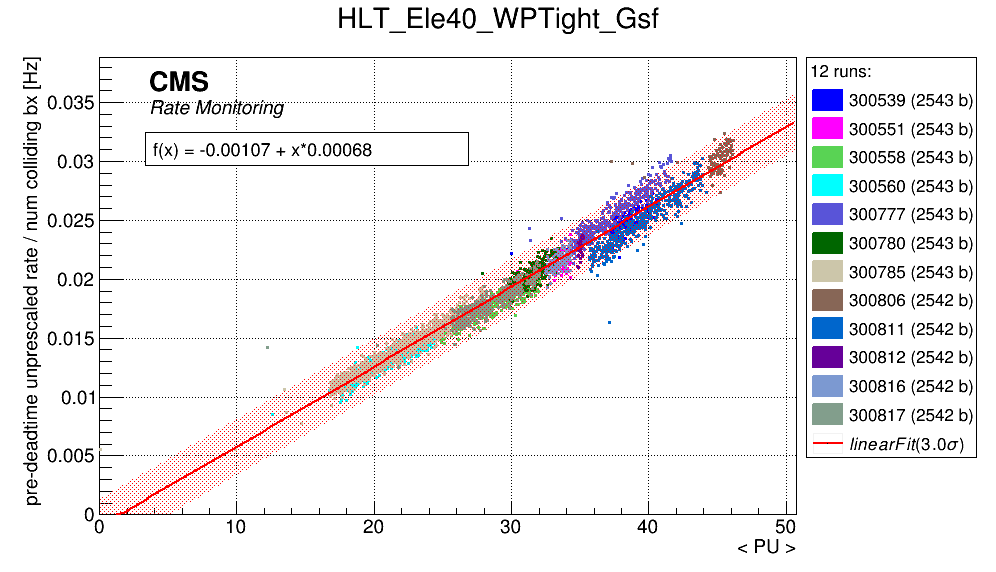 HLT_Ele40_WPTight_Gsf
pre-deadtime unprescaled rate / num colliding bx [Hz]
CMS
Rate Monitoring
f(x) = -0.00107 + x*0.00068
0.035
0.03
0.025
0.02
0.015
0.01
0.005
0
0
10
20
30
40
50
< PU >
12 runs:
300539 (2543 b)
300551 (2543 b)
300558 (2543 b)
300560 (2543 b)
300777 (2543 b)
300780 (2543 b)
300785 (2543 b)
300806 (2542 b)
300811 (2542 b)
300812 (2542 b)
300816 (2542 b)
300817 (2542 b)
linearFit(3.0σ)